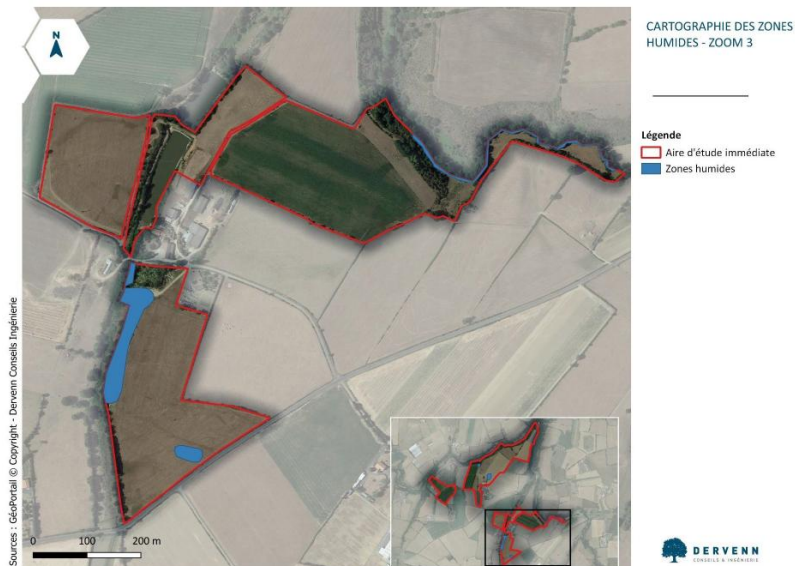 N
CARTOGRAPHIE DES ZONES
HUMIDES - ZOOM 3
Légende
Aire d'étude immédiate
Zones humides
Sources : GéoPortail © Copyright - Dervenn Conseils Ingénierie
0 100 200 m
DERVENN
CONSEILS & INGÉNIERIE